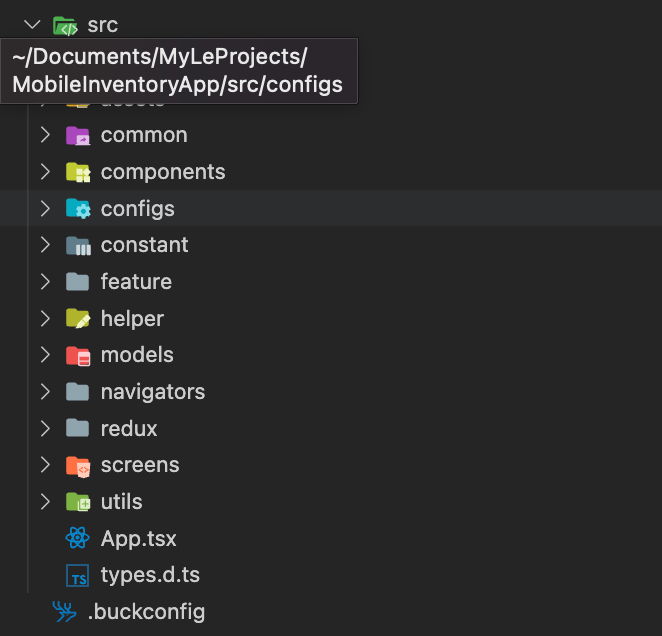 src
~/Documents/MyLeProjects/
MobileInventoryApp/src/configs
assets
common
components
configs
constant
feature
helper
models
navigators
redux
screens
utils
App.tsx
TS types.d.ts
.buckconfig